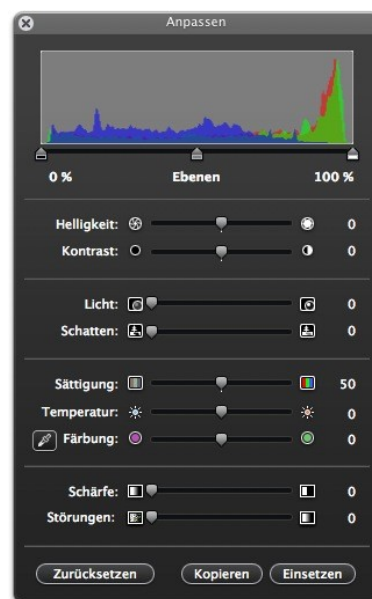 Anpassen
0 % Ebenen 100 %
Helligkeit: 0
Kontrast: 0
Licht: 0
Schatten: 0
Sättigung: 50
Temperatur: 0
Färbung: 0
Schärfe: 0
Störungen: 0
Zurücksetzen Kopieren Einsetzen